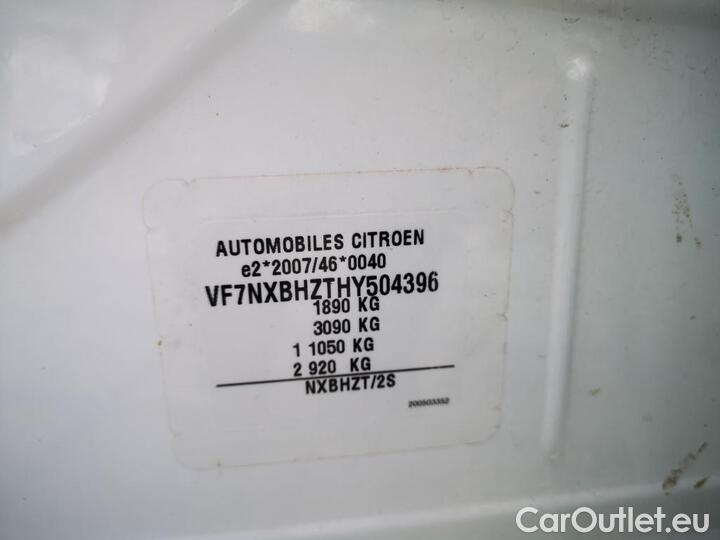 AUTOMOBILES CITROEN
e2*2007/46*0040
VF7NXBHZTHY504396
1890 KG
3090 KG
1 1050 KG
2 920 KG
NXBHZT/2S
200503352
CarOutlet.eu